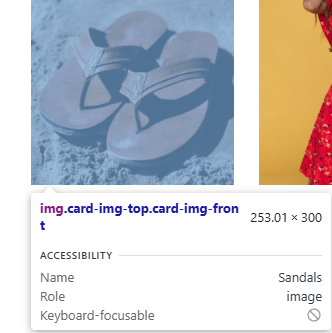 img.card-img-top.card-img-fron
t
253.01 × 300
ACCESSIBILITY
Name Sandals
Role image
Keyboard-focusable